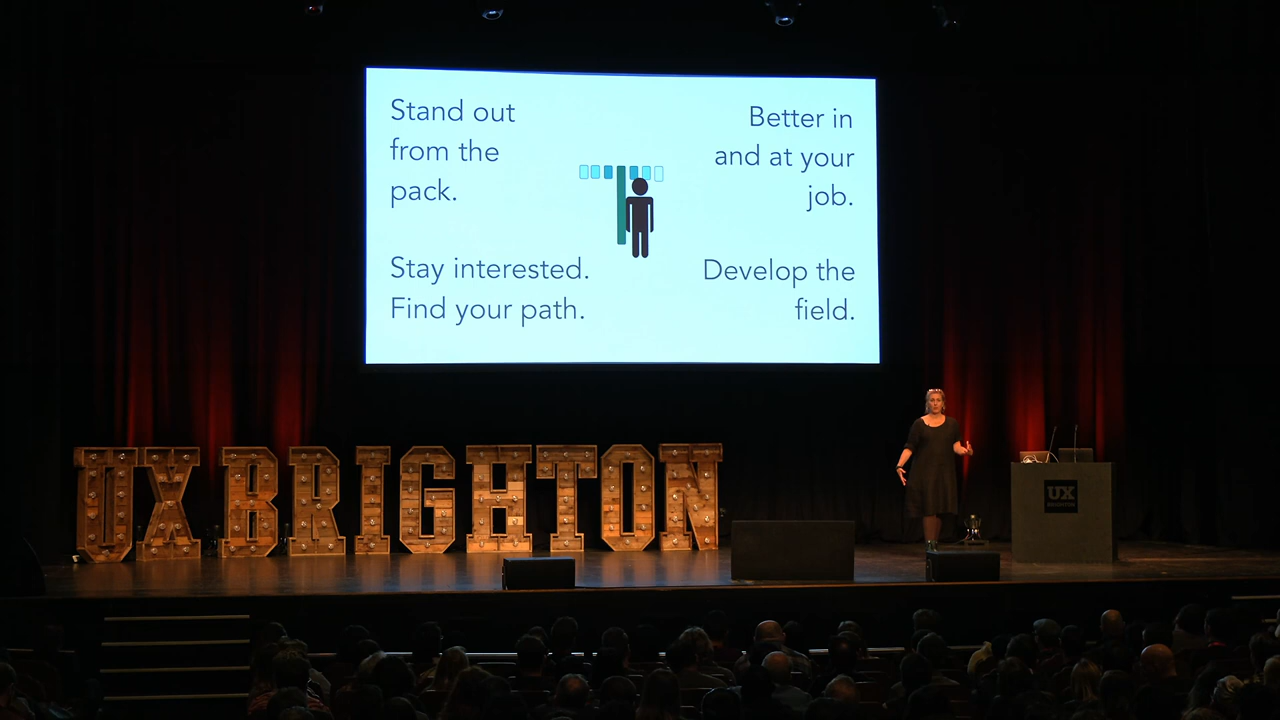 Stand out
from the
pack.
Better in
and at your
job.
Stay interested.
Find your path.
Develop the
field.
UX BRIGHTON
UX
BRIGHTON